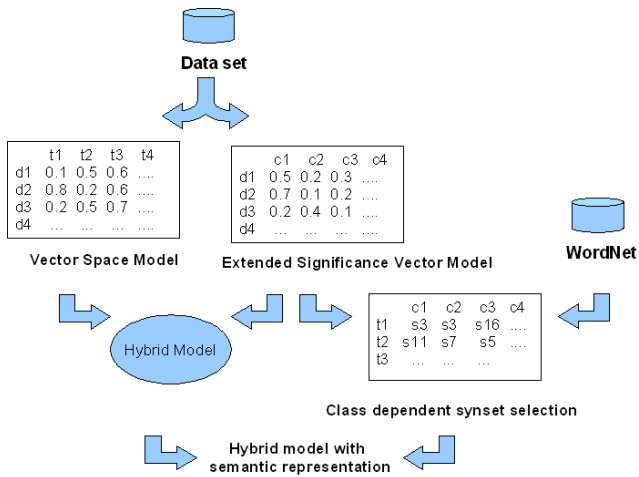 Data set
t1 t2 t3 t4
d1 0.1 0.5 0.6 ....
d2 0.8 0.2 0.6 ....
d3 0.2 0.5 0.7 ....
d4 ... ... ... ...
Vector Space Model
c1 c2 c3 c4
d1 0.5 0.2 0.3 ....
d2 0.7 0.1 0.2 ....
d3 0.2 0.4 0.1 ....
d4 ... ... ... ...
Extended Significance Vector Model
WordNet
Hybrid Model
c1 c2 c3 c4
t1 s3 s3 s16 ....
t2 s11 s7 s5 ....
t3 ... ... ...
Class dependent synset selection
Hybrid model with
semantic representation